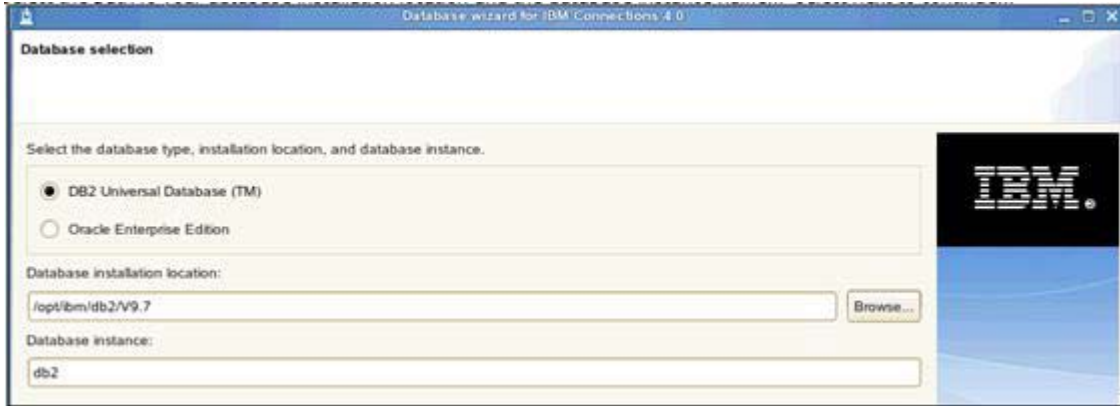 Database wizard for IBM Connections 4.0
Database selection
Select the database type, installation location, and database instance.
DB2 Universal Database (TM)
Oracle Enterprise Edition
IBM®
Database installation location:
/opt/ibm/db2/V9.7
Browse...
Database instance:
db2